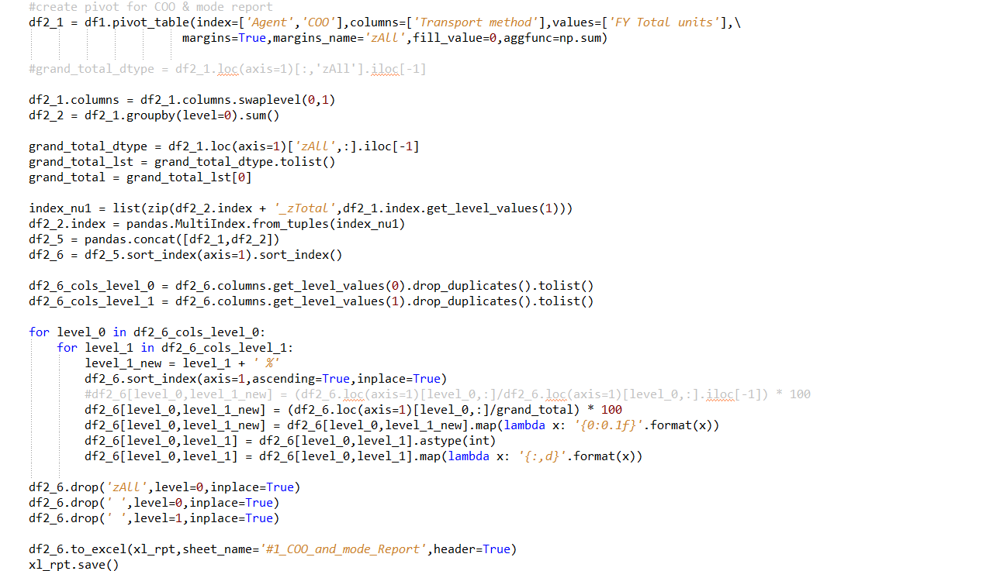 #create pivot for COO & mode report
df2_1 = df1.pivot_table(index=['Agent','COO'],columns=['Transport method'],values=['FY Total units'],\
                      margins=True,margins_name='zAll',fill_value=0,aggfunc=np.sum)
#grand_total_dtype = df2_1.loc(axis=1)[:,'zAll'].iloc[-1]
df2_1.columns = df2_1.columns.swaplevel(0,1)
df2_2 = df2_1.groupby(level=0).sum()
grand_total_dtype = df2_1.loc(axis=1)['zAll',:].iloc[-1]
grand_total_lst = grand_total_dtype.tolist()
grand_total = grand_total_lst[0]
index_nu1 = list(zip(df2_2.index + '_zTotal',df2_1.index.get_level_values(1)))
df2_2.index = pandas.MultiIndex.from_tuples(index_nu1)
df2_5 = pandas.concat([df2_1,df2_2])
df2_6 = df2_5.sort_index(axis=1).sort_index()
df2_6_cols_level_0 = df2_6.columns.get_level_values(0).drop_duplicates().tolist()
df2_6_cols_level_1 = df2_6.columns.get_level_values(1).drop_duplicates().tolist()
for level_0 in df2_6_cols_level_0:
    for level_1 in df2_6_cols_level_1:
        level_1_new = level_1 + ' %'
        df2_6.sort_index(axis=1,ascending=True,inplace=True)
        #df2_6[level_0,level_1_new] = (df2_6.loc(axis=1)[level_0,:]/df2_6.loc(axis=1)[level_0,:].iloc[-1]) * 100
        df2_6[level_0,level_1_new] = (df2_6.loc(axis=1)[level_0,:]/grand_total) * 100
        df2_6[level_0,level_1_new] = df2_6[level_0,level_1_new].map(lambda x: '{0:0.1f}'.format(x))
        df2_6[level_0,level_1] = df2_6[level_0,level_1].astype(int)
        df2_6[level_0,level_1] = df2_6[level_0,level_1].map(lambda x: '{:,d}'.format(x))
df2_6.drop('zAll',level=0,inplace=True)
df2_6.drop(' ',level=0,inplace=True)
df2_6.drop(' ',level=1,inplace=True)
df2_6.to_excel(xl_rpt,sheet_name='#1_COO_and_mode_Report',header=True)
xl_rpt.save()